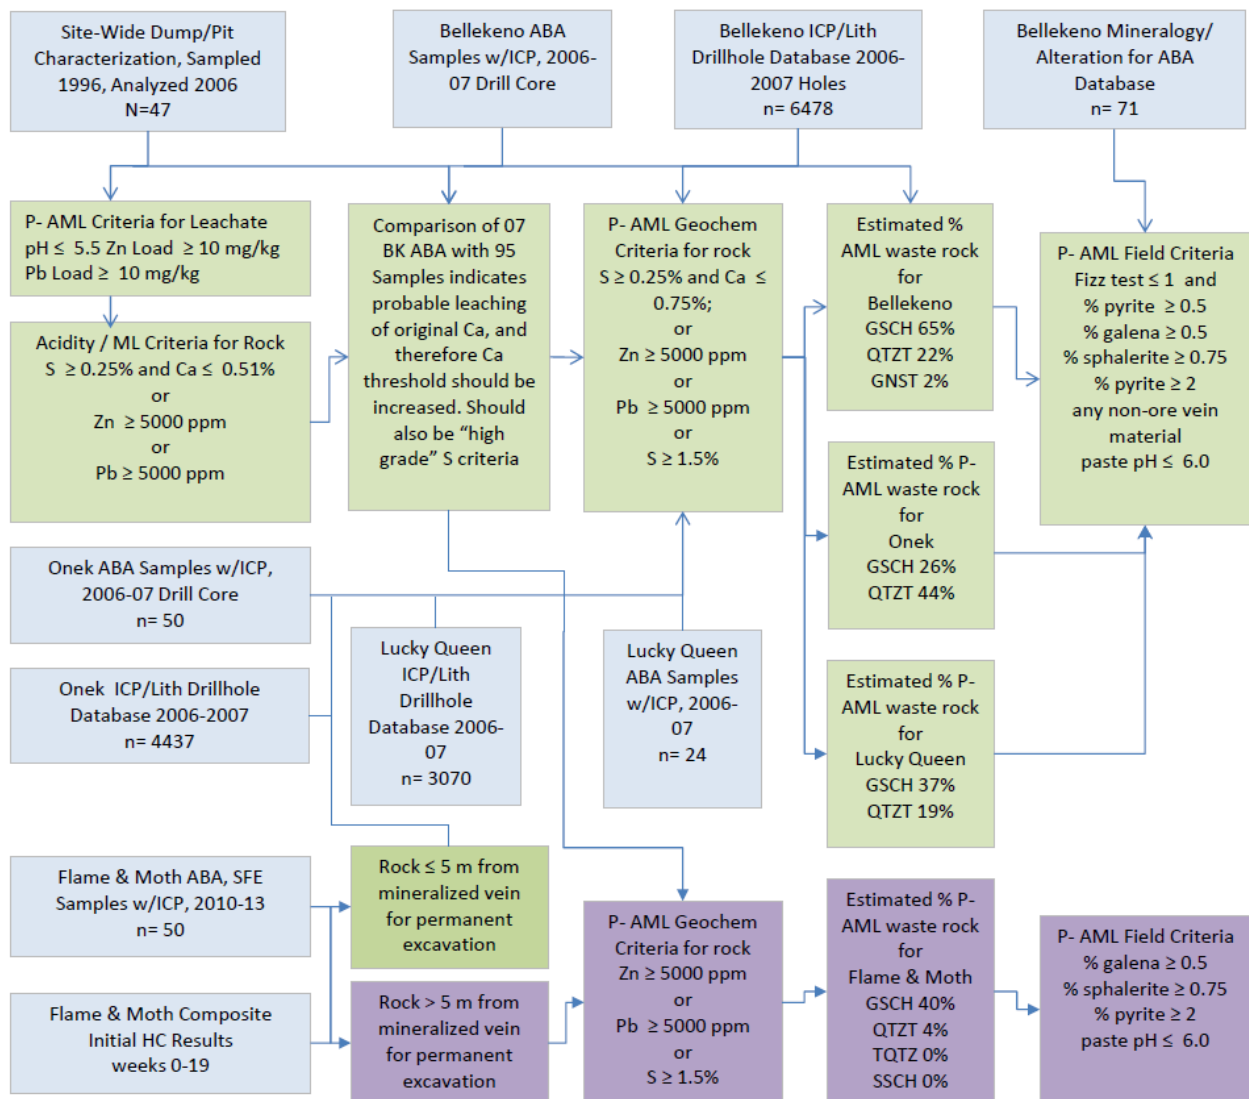 Site-Wide Dump/Pit
Characterization, Sampled
1996, Analyzed 2006
N=47
Bellekeno ABA
Samples w/ICP, 2006-
07 Drill Core
Bellekeno ICP/Lith
Drillhole Database 2006-
2007 Holes
n= 6478
Bellekeno Mineralogy/
Alteration for ABA
Database
n= 71
P- AML Criteria for Leachate
pH ≤ 5.5 Zn Load ≥ 10 mg/kg
Pb Load ≥ 10 mg/kg
Acidity / ML Criteria for Rock
S ≥ 0.25% and Ca ≤ 0.51%
or
Zn ≥ 5000 ppm
or
Pb ≥ 5000 ppm
Comparison of 07
BK ABA with 95
Samples indicates
probable leaching
of original Ca, and
therefore Ca
threshold should be
increased. Should
also be “high
grade” S criteria
P- AML Geochem
Criteria for rock
S ≥ 0.25% and Ca ≤
0.75%;
or
Zn ≥ 5000 ppm
or
Pb ≥ 5000 ppm
or
S ≥ 1.5%
Estimated %
AML waste rock
for
Bellekeno
GSCH 65%
QTZT 22%
GNST 2%
P- AML Field Criteria
Fizz test ≤ 1 and
% pyrite ≥ 0.5
% galena ≥ 0.5
% sphalerite ≥ 0.75
% pyrite ≥ 2
any non-ore vein
material
paste pH ≤ 6.0
Estimated % P-
AML waste rock
for
Onek
GSCH 26%
QTZT 44%
Onek ABA Samples w/ICP,
2006-07 Drill Core
n= 50
Onek ICP/Lith Drillhole
Database 2006-2007
n= 4437
Lucky Queen
ICP/Lith
Drillhole
Database 2006-
07
n= 3070
Lucky Queen
ABA Samples
w/ICP, 2006-
07
n= 24
Estimated % P-
AML waste rock
for
Lucky Queen
GSCH 37%
QTZT 19%
Flame & Moth ABA, SFE
Samples w/ICP, 2010-13
n= 50
Flame & Moth Composite
Initial HC Results
weeks 0-19
Rock ≤ 5 m from
mineralized vein
for permanent
excavation
Rock > 5 m from
mineralized vein
for permanent
excavation
P- AML Geochem
Criteria for rock
Zn ≥ 5000 ppm
or
Pb ≥ 5000 ppm
or
S ≥ 1.5%
Estimated % P-
AML waste rock
for
Flame & Moth
GSCH 40%
QTZT 4%
TQTZ 0%
SSCH 0%
P- AML Field Criteria
% galena ≥ 0.5
% sphalerite ≥ 0.75
% pyrite ≥ 2
paste pH ≤ 6.0